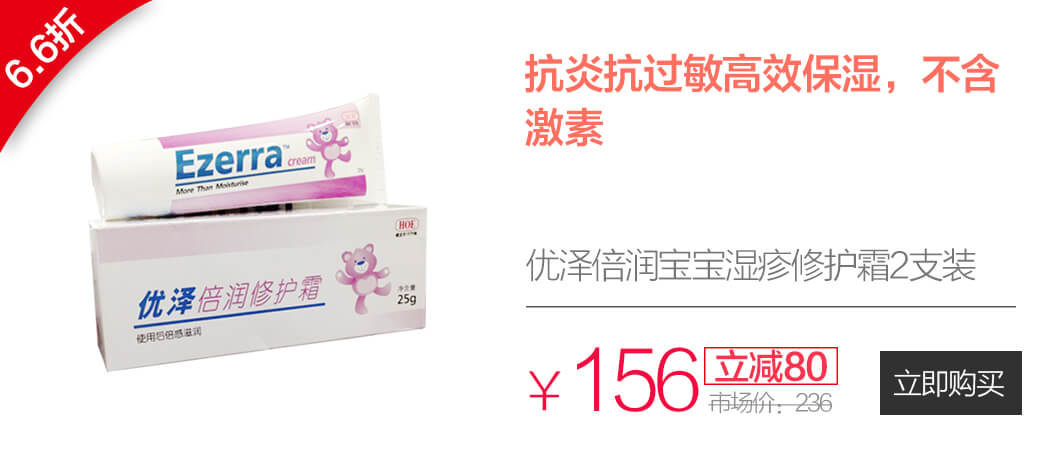 6.6折
抗炎抗过敏高效保湿，不含
激素
Ezerra™
cream
More Than Moisturise
HOE
优泽倍润修护霜
净含量
25g
使用后倍感滋润
优泽倍润宝宝湿疹修护霜2支装
¥156
立减80
市场价：236
立即购买